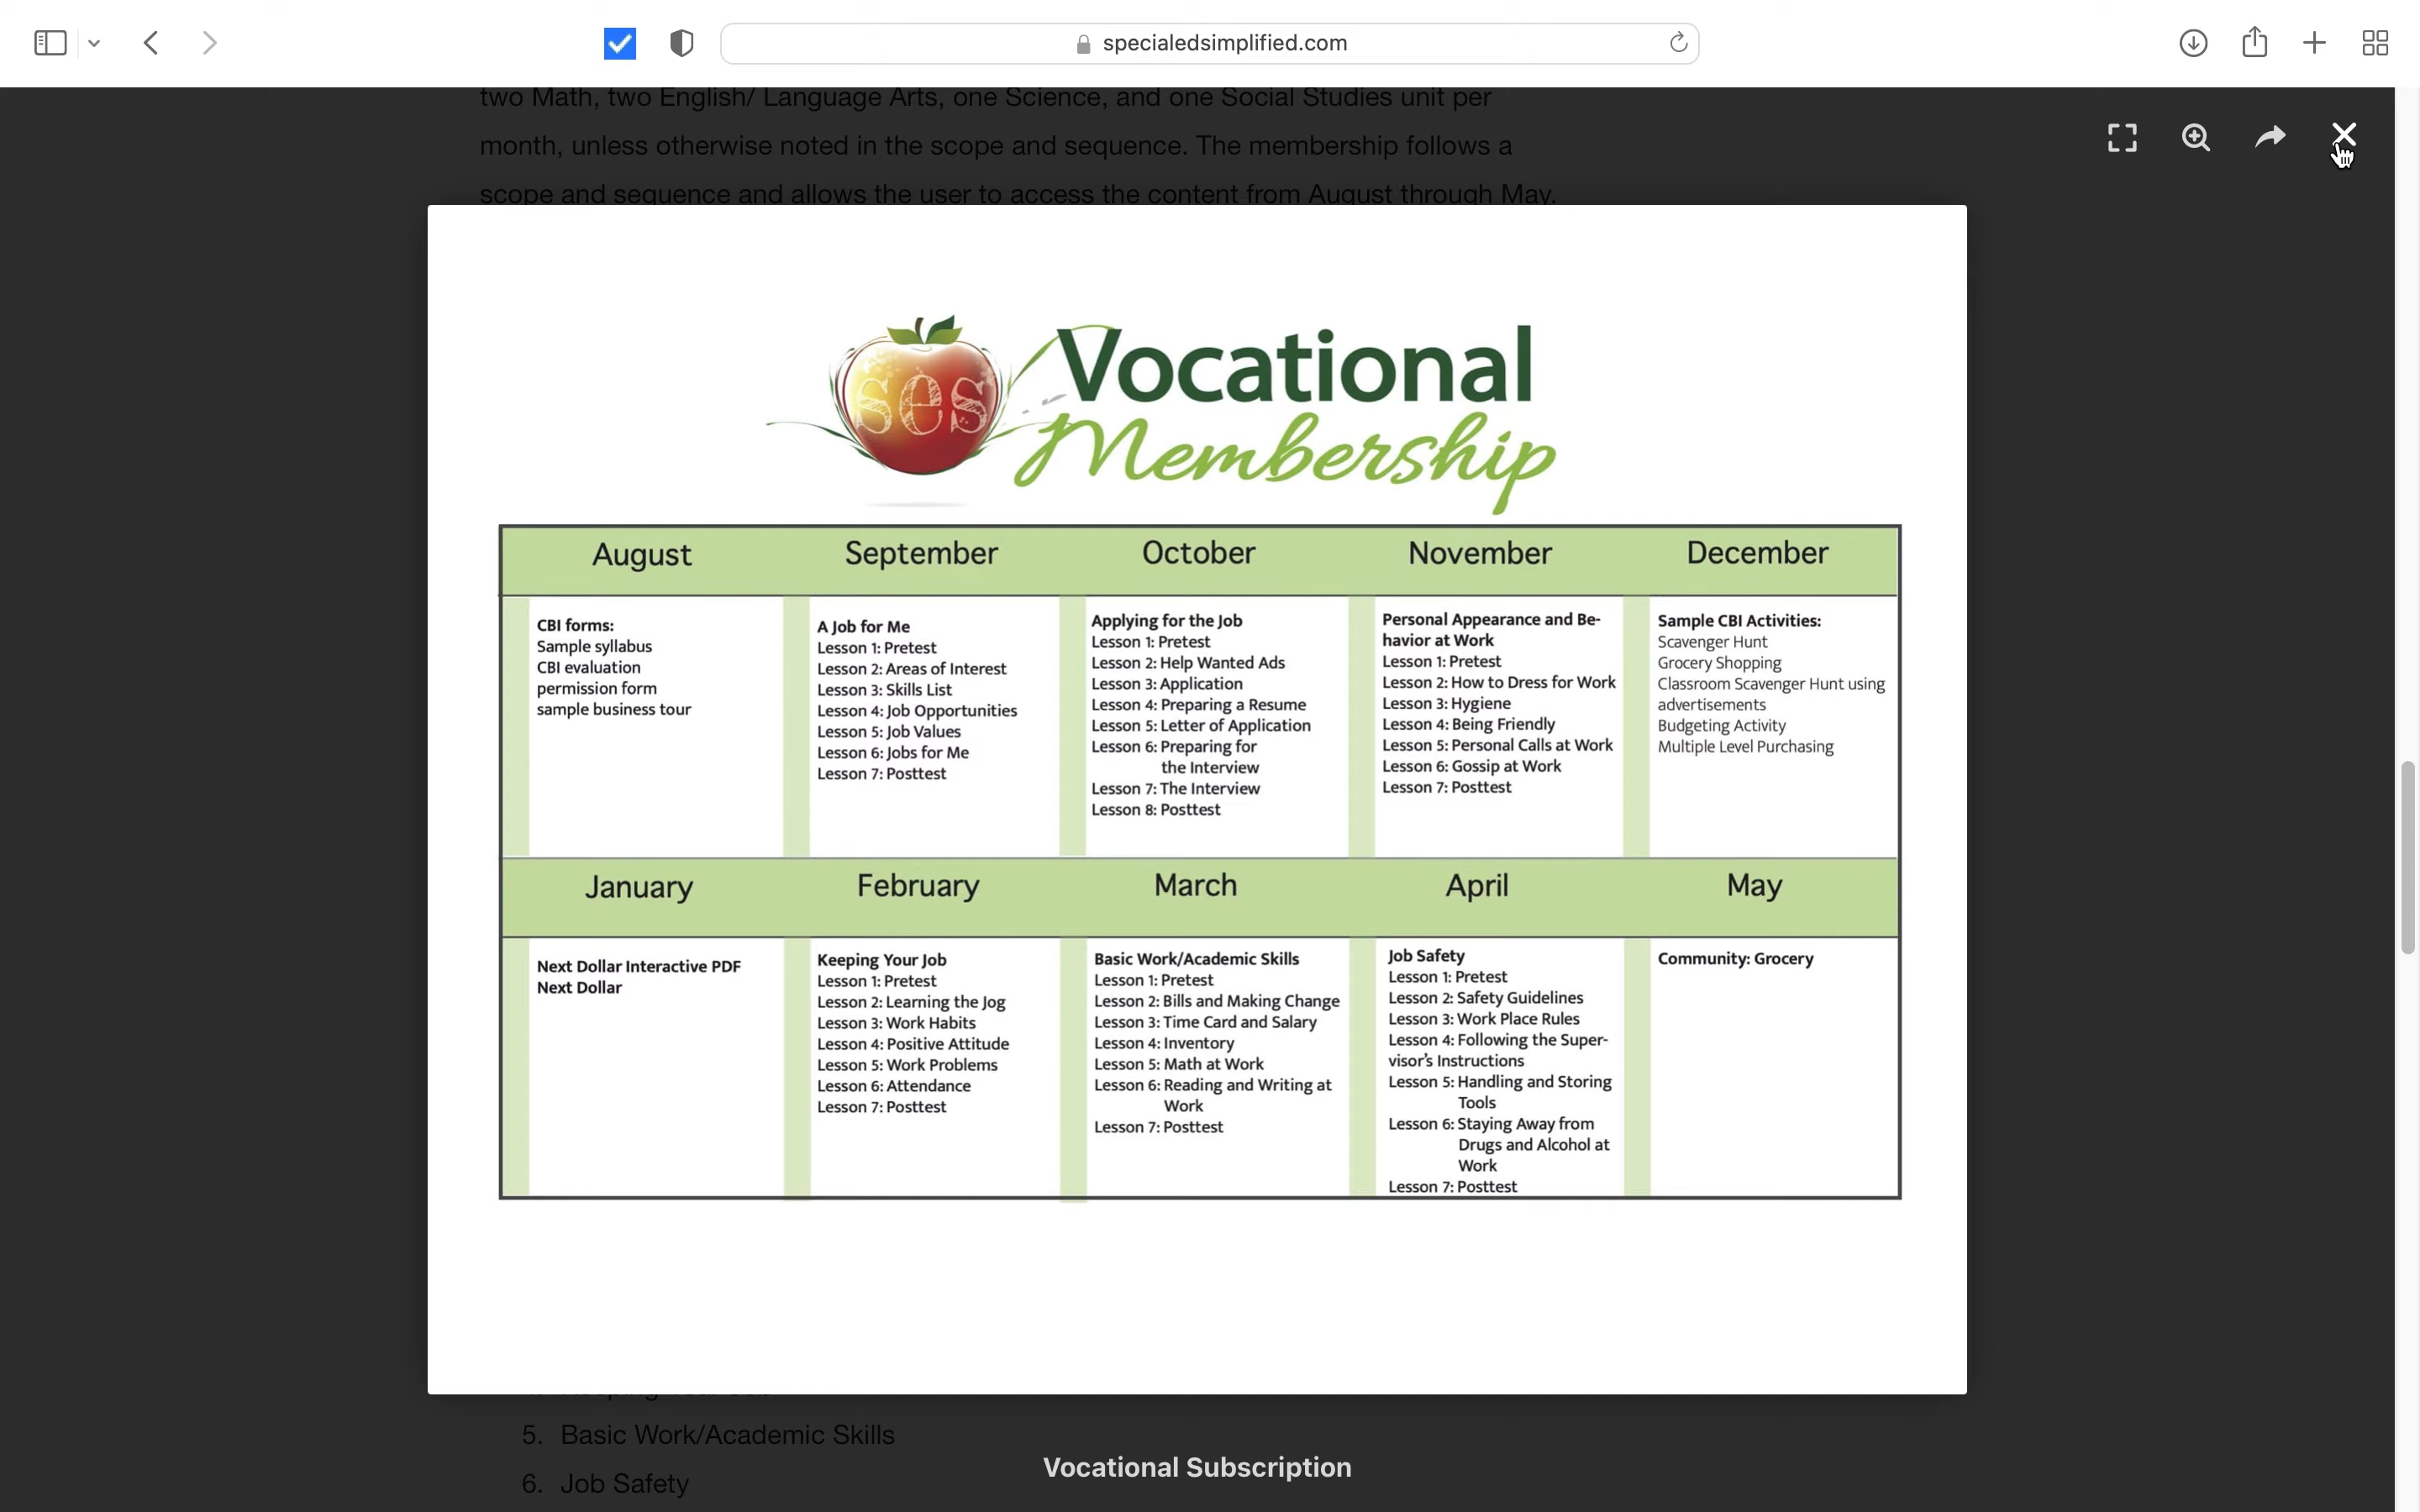 specialedsimplified.com
two Math, two English/ Language Arts, one Science, and one Social Studies unit per
month, unless otherwise noted in the scope and sequence. The membership follows a
scope and sequence and allows the user to access the content from August through May.
ses
Vocational
Membership
August
September
October
November
December
CBI forms:
Sample syllabus
CBI evaluation
permission form
sample business tour
A Job for Me
Lesson 1: Pretest
Lesson 2: Areas of Interest
Lesson 3: Skills List
Lesson 4: Job Opportunities
Lesson 5: Job Values
Lesson 6: Jobs for Me
Lesson 7: Posttest
Applying for the Job
Lesson 1: Pretest
Lesson 2: Help Wanted Ads
Lesson 3: Application
Lesson 4: Preparing a Resume
Lesson 5: Letter of Application
Lesson 6: Preparing for
the Interview
Lesson 7: The Interview
Lesson 8: Posttest
Personal Appearance and Be-
havior at Work
Lesson 1: Pretest
Lesson 2: How to Dress for Work
Lesson 3: Hygiene
Lesson 4: Being Friendly
Lesson 5: Personal Calls at Work
Lesson 6: Gossip at Work
Lesson 7: Posttest
Sample CBI Activities:
Scavenger Hunt
Grocery Shopping
Classroom Scavenger Hunt using
advertisements
Budgeting Activity
Multiple Level Purchasing
January
February
March
April
May
Next Dollar Interactive PDF
Next Dollar
Keeping Your Job
Lesson 1: Pretest
Lesson 2: Learning the Jog
Lesson 3: Work Habits
Lesson 4: Positive Attitude
Lesson 5: Work Problems
Lesson 6: Attendance
Lesson 7: Posttest
Basic Work/Academic Skills
Lesson 1: Pretest
Lesson 2: Bills and Making Change
Lesson 3: Time Card and Salary
Lesson 4: Inventory
Lesson 5: Math at Work
Lesson 6: Reading and Writing at
Work
Lesson 7: Posttest
Job Safety
Lesson 1: Pretest
Lesson 2: Safety Guidelines
Lesson 3: Work Place Rules
Lesson 4: Following the Super-
visor's Instructions
Lesson 5: Handling and Storing
Tools
Lesson 6: Staying Away from
Drugs and Alcohol at
Work
Lesson 7: Posttest
Community: Grocery
5. Basic Work/Academic Skills
6. Job Safety
Vocational Subscription